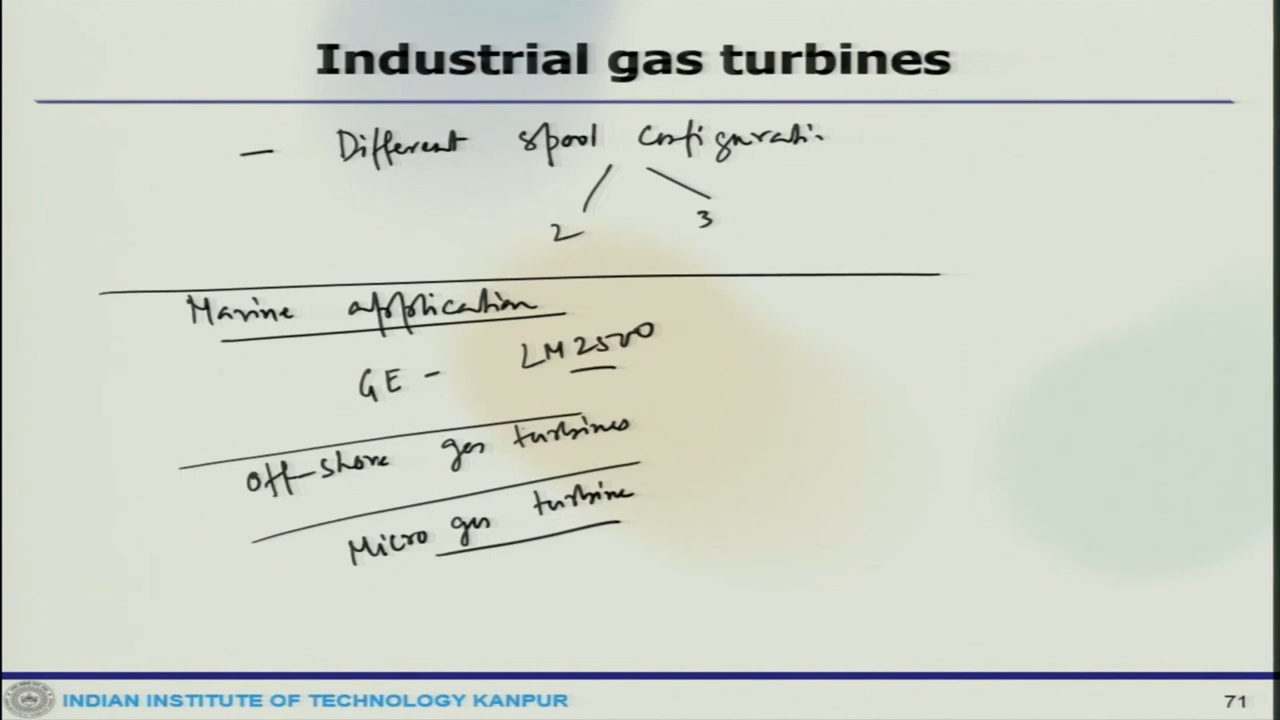 Industrial gas turbines
— Different spool configurati
2 3
Marine application
GE - LM2500
Off-shore gas turbines
Micro gas turbine
INDIAN INSTITUTE OF TECHNOLOGY KANPUR 71